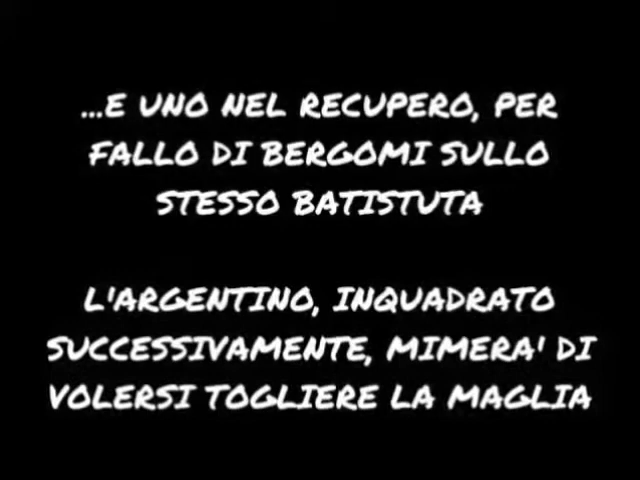 ...E UNO NEL RECUPERO, PER
FALLO DI BERGOMI SULLO
STESSO BATISTUTA
L'ARGENTINO, INQUADRATO
SUCCESSIVAMENTE, MIMERA' DI
VOLERSI TOGLIERE LA MAGLIA